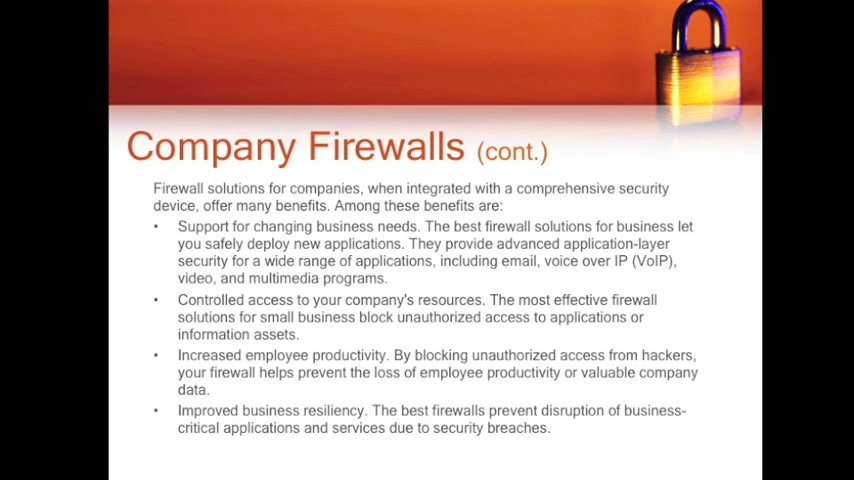 Company Firewalls (cont.)
Firewall solutions for companies, when integrated with a comprehensive security
device, offer many benefits. Among these benefits are:
• Support for changing business needs. The best firewall solutions for business let
you safely deploy new applications. They provide advanced application-layer
security for a wide range of applications, including email, voice over IP (VoIP),
video, and multimedia programs.
• Controlled access to your company's resources. The most effective firewall
solutions for small business block unauthorized access to applications or
information assets.
• Increased employee productivity. By blocking unauthorized access from hackers,
your firewall helps prevent the loss of employee productivity or valuable company
data.
• Improved business resiliency. The best firewalls prevent disruption of business-
critical applications and services due to security breaches.